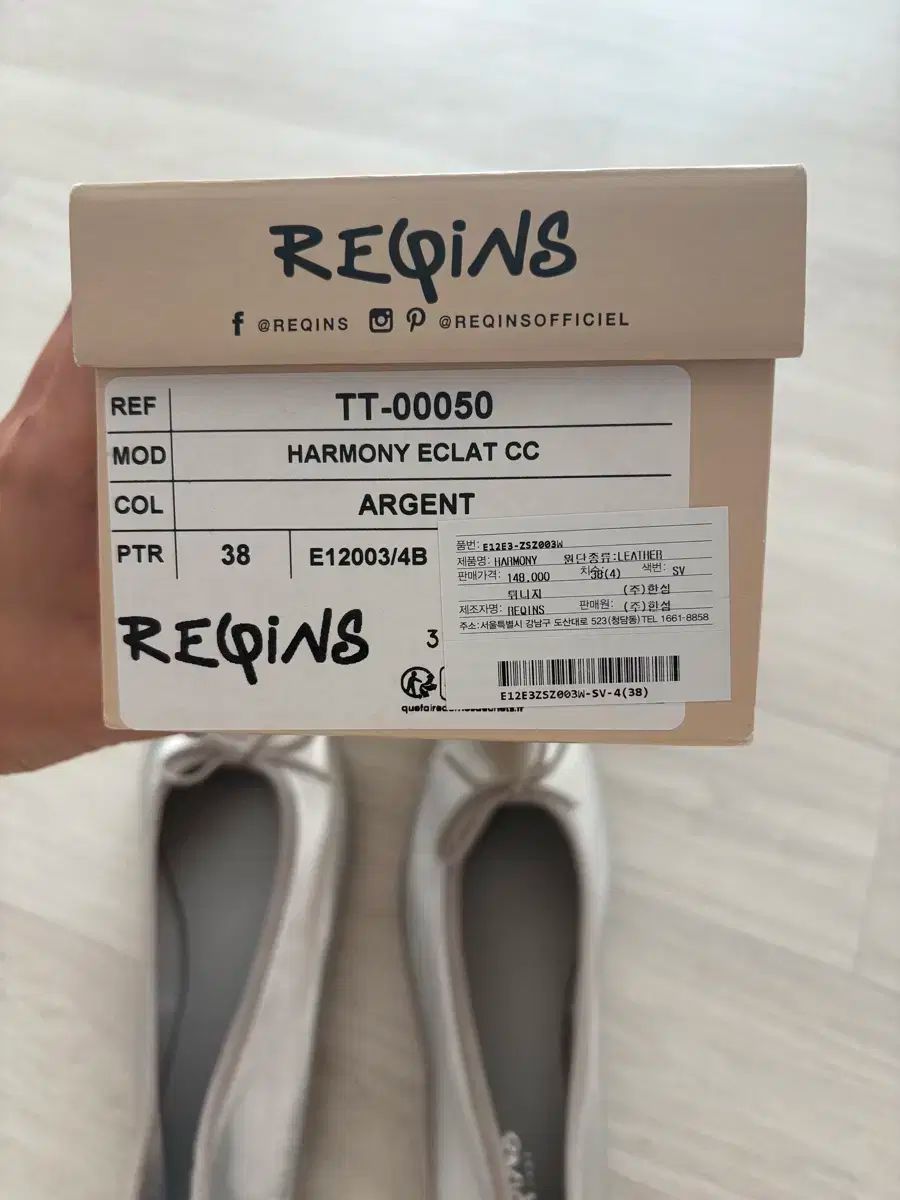 REQINS
@REQINS @REQINSOFFICIEL
REF TT-00050
MOD HARMONY ECLAT CC
COL ARGENT
PTR 38 E12003/4B
품번: E12E3-ZSZ003W
제품명: HARMONY 원단종류:LEATHER
판매가격: 148,000 치수: 38(4) 색번: SV
튀니지 (주)한섬
제조자명: REQINS 판매원: (주)한섬
주소:서울특별시 강남구 도산대로 523(청담동) TEL 1661-8858
E12E3ZSZ003W-SV-4(38)
REQINS 3